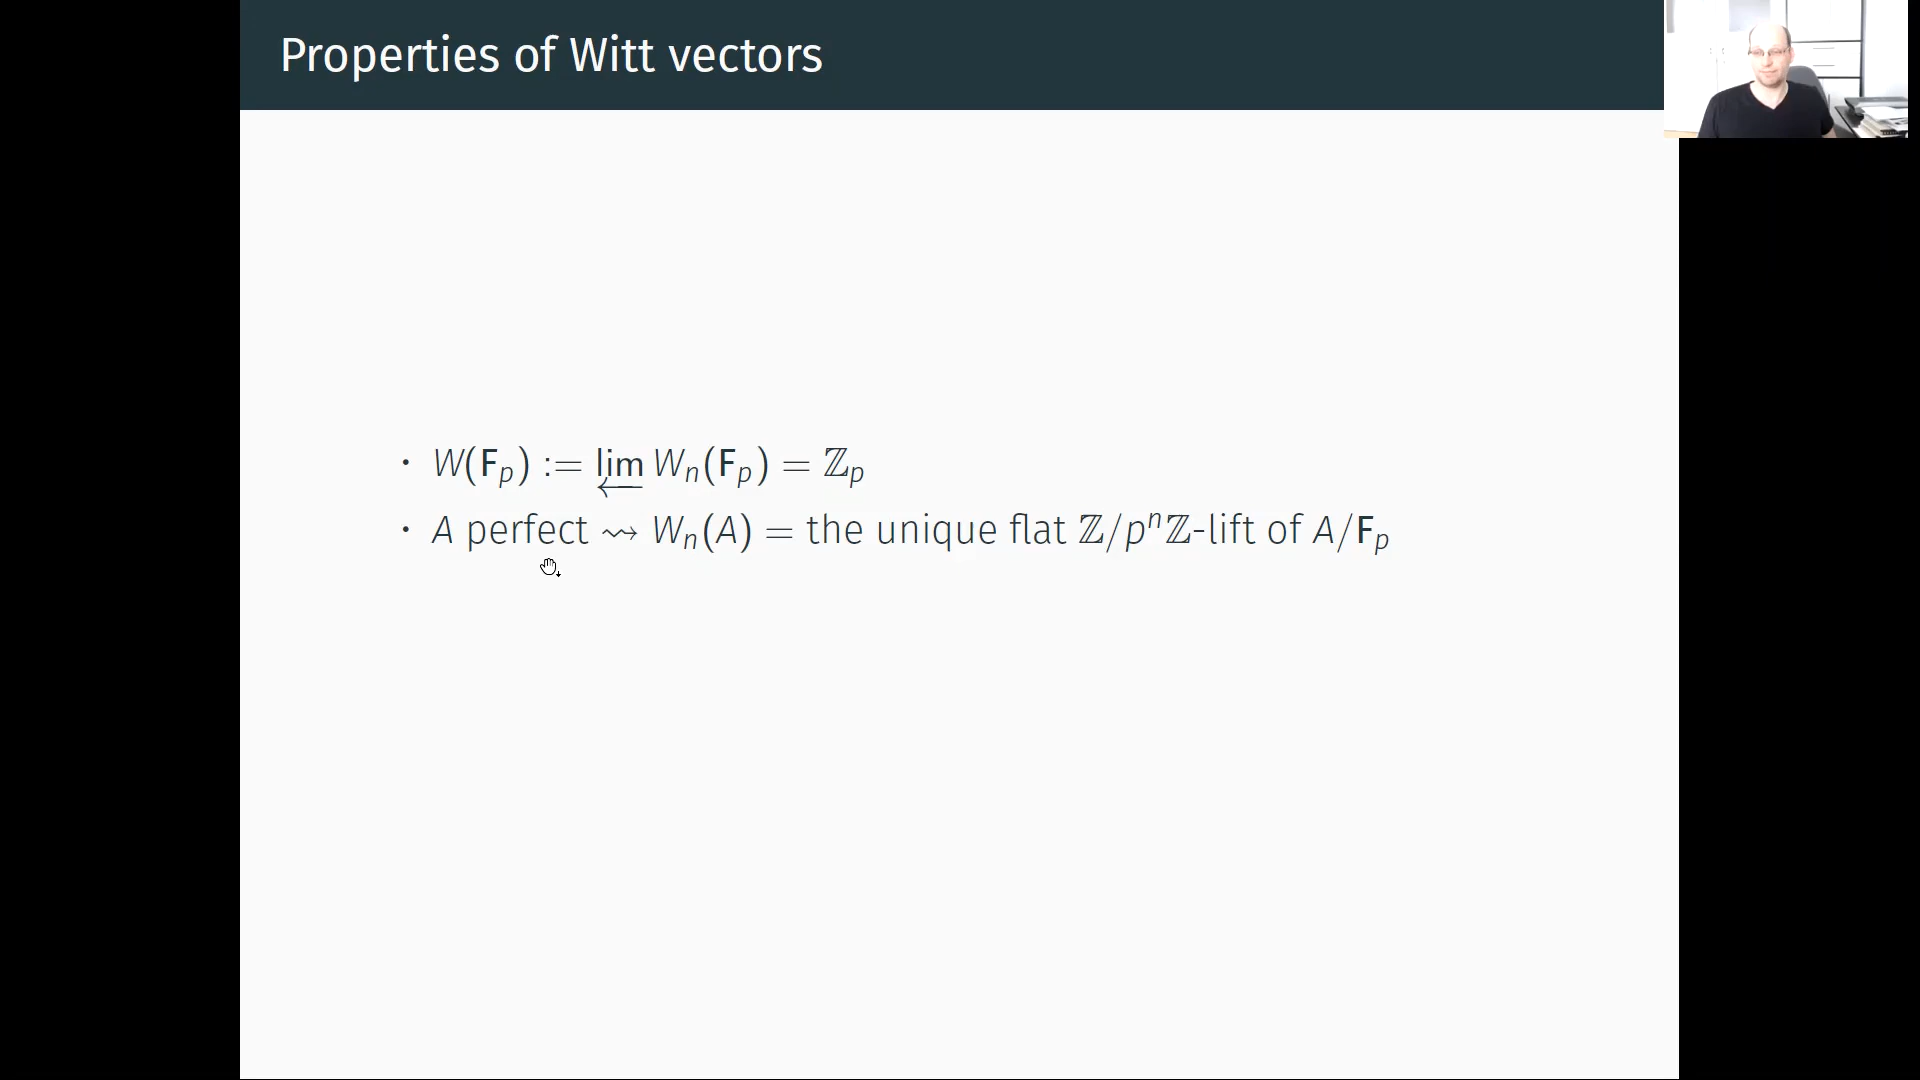 Properties of Witt vectors
• W(F_p) := lim← W_n(F_p) = ℤ_p
• A perfect ⇝ W_n(A) = the unique flat ℤ/p^nℤ-lift of A/F_p